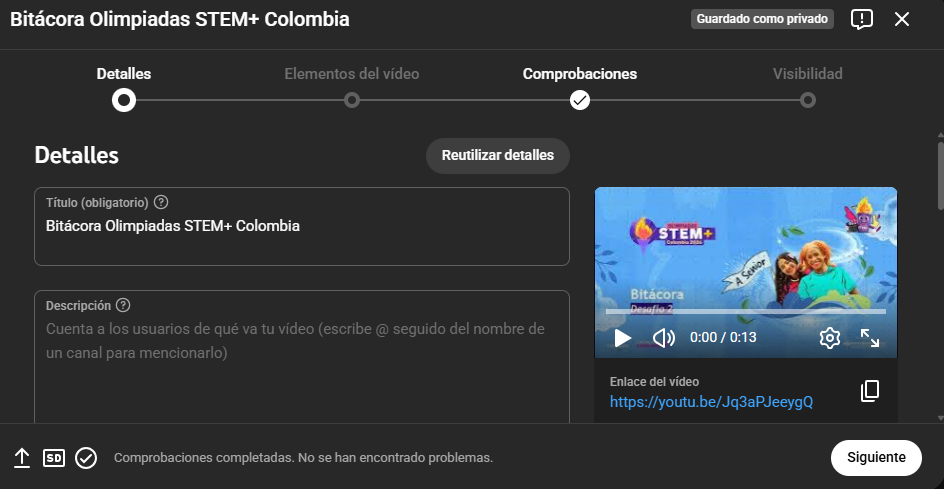 Bitácora Olimpiadas STEM+ Colombia
Guardado como privado
Detalles
Elementos del vídeo
Comprobaciones
Visibilidad
Detalles
Reutilizar detalles
Título (obligatorio)
Bitácora Olimpiadas STEM+ Colombia
Descripción
Cuenta a los usuarios de qué va tu vídeo (escribe @ seguido del nombre de
un canal para mencionarlo)
STEM+
Colombia 2024
A Senior
Bitácora
Desafío 2
0:00 / 0:13
Enlace del vídeo
https://youtu.be/Jq3aPJeeygQ
SD
Comprobaciones completadas. No se han encontrado problemas.
Siguiente